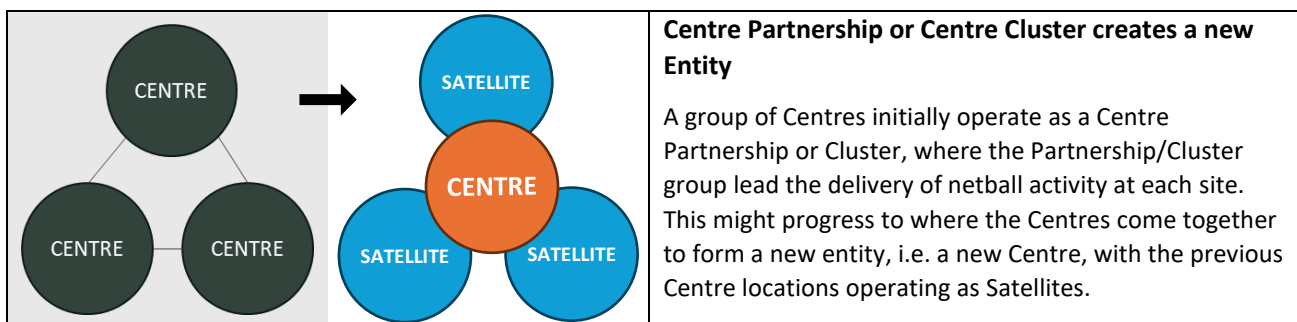 CENTRE
CENTRE
CENTRE
SATELLITE
CENTRE
SATELLITE
SATELLITE
Centre Partnership or Centre Cluster creates a new
Entity
A group of Centres initially operate as a Centre
Partnership or Cluster, where the Partnership/Cluster
group lead the delivery of netball activity at each site.
This might progress to where the Centres come together
to form a new entity, i.e. a new Centre, with the previous
Centre locations operating as Satellites.